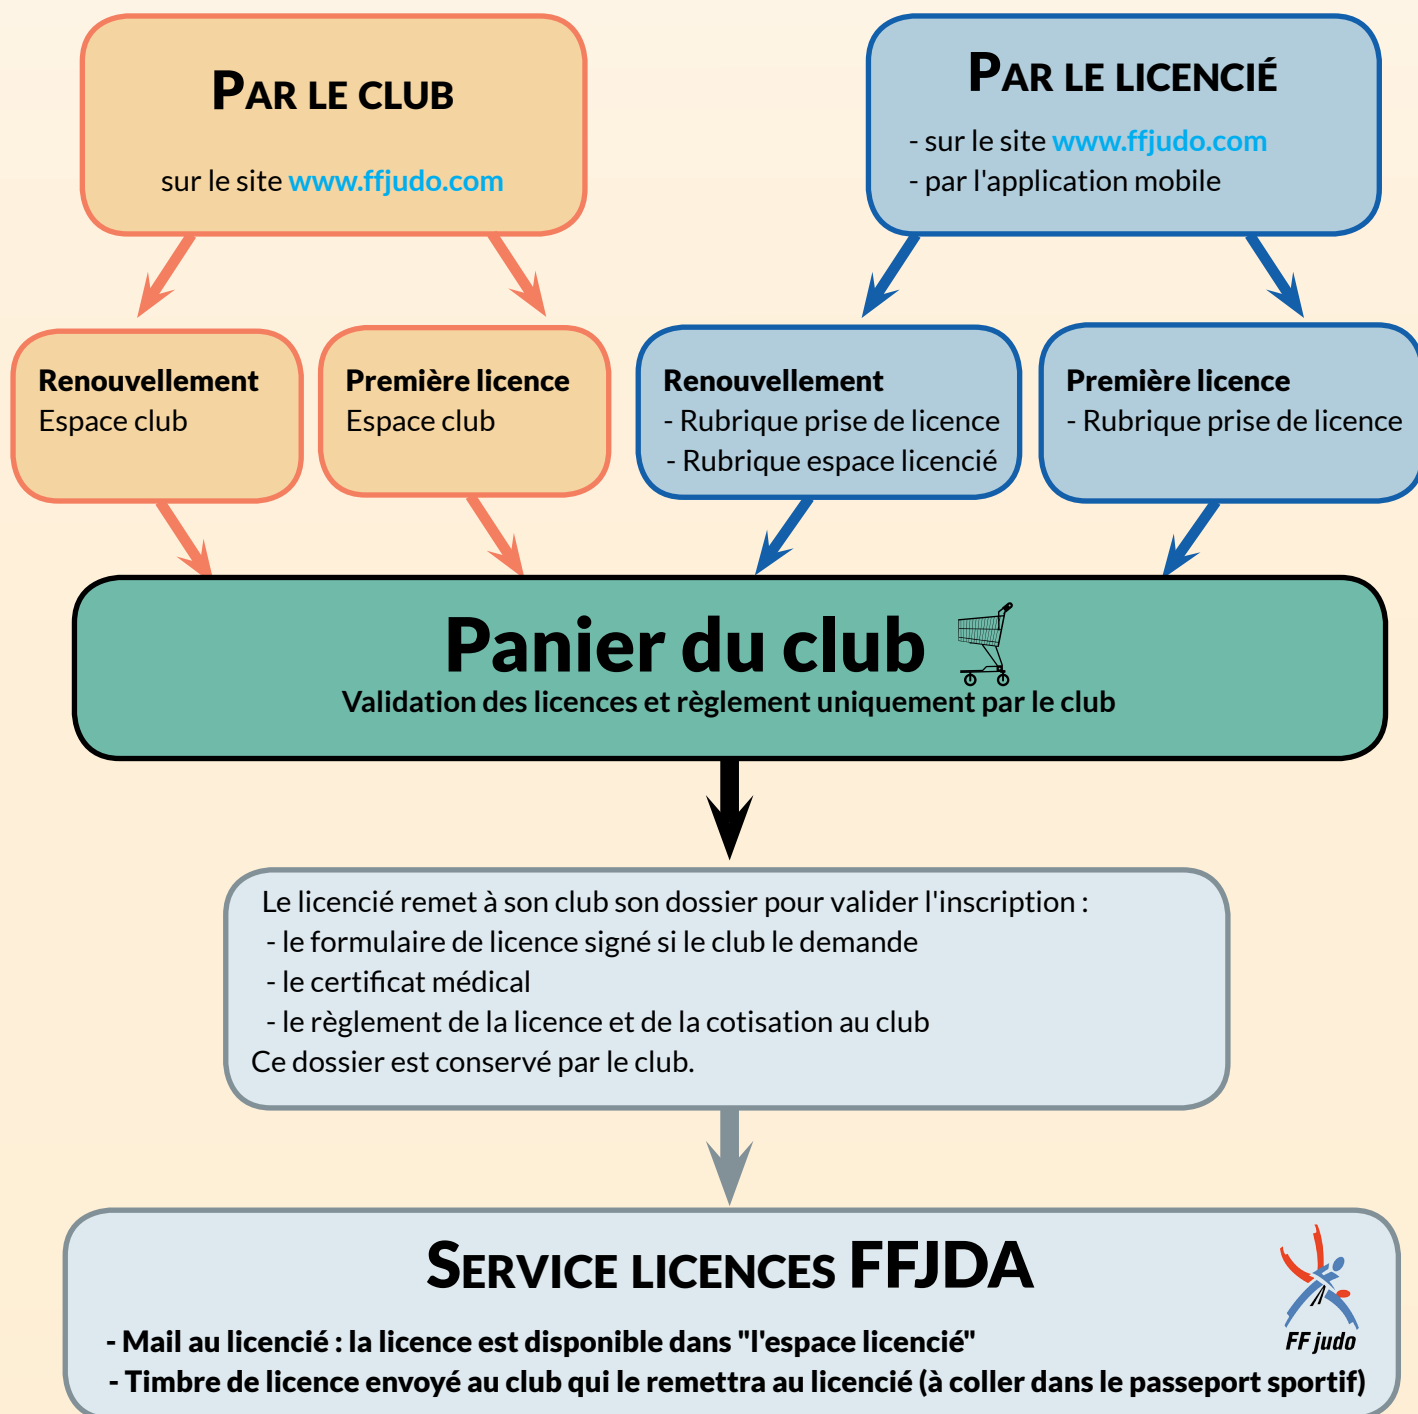 PAR LE CLUB
sur le site www.ffjudo.com
PAR LE LICENCIÉ
- sur le site www.ffjudo.com
- par l'application mobile
Renouvellement
Espace club
Première licence
Espace club
Renouvellement
- Rubrique prise de licence
- Rubrique espace licencié
Première licence
- Rubrique prise de licence
Panier du club
Validation des licences et règlement uniquement par le club
Le licencié remet à son club son dossier pour valider l'inscription :
- le formulaire de licence signé si le club le demande
- le certificat médical
- le règlement de la licence et de la cotisation au club
Ce dossier est conservé par le club.
SERVICE LICENCES FFJDA
FF judo
- Mail au licencié : la licence est disponible dans "l'espace licencié"
- Timbre de licence envoyé au club qui le remettra au licencié (à coller dans le passeport sportif)